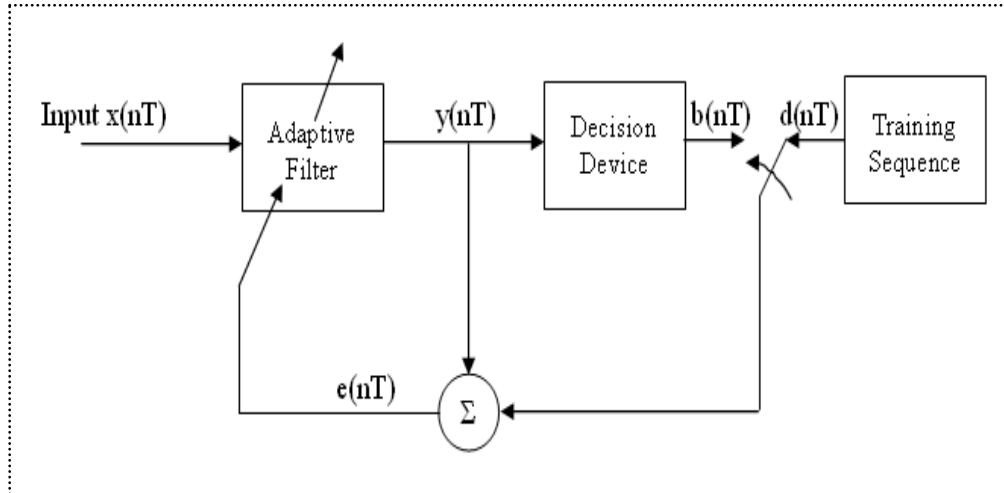 Input x(nT)
Adaptive
Filter
y(nT)
Decision
Device
b(nT)
d(nT)
Training
Sequence
e(nT)
Σ